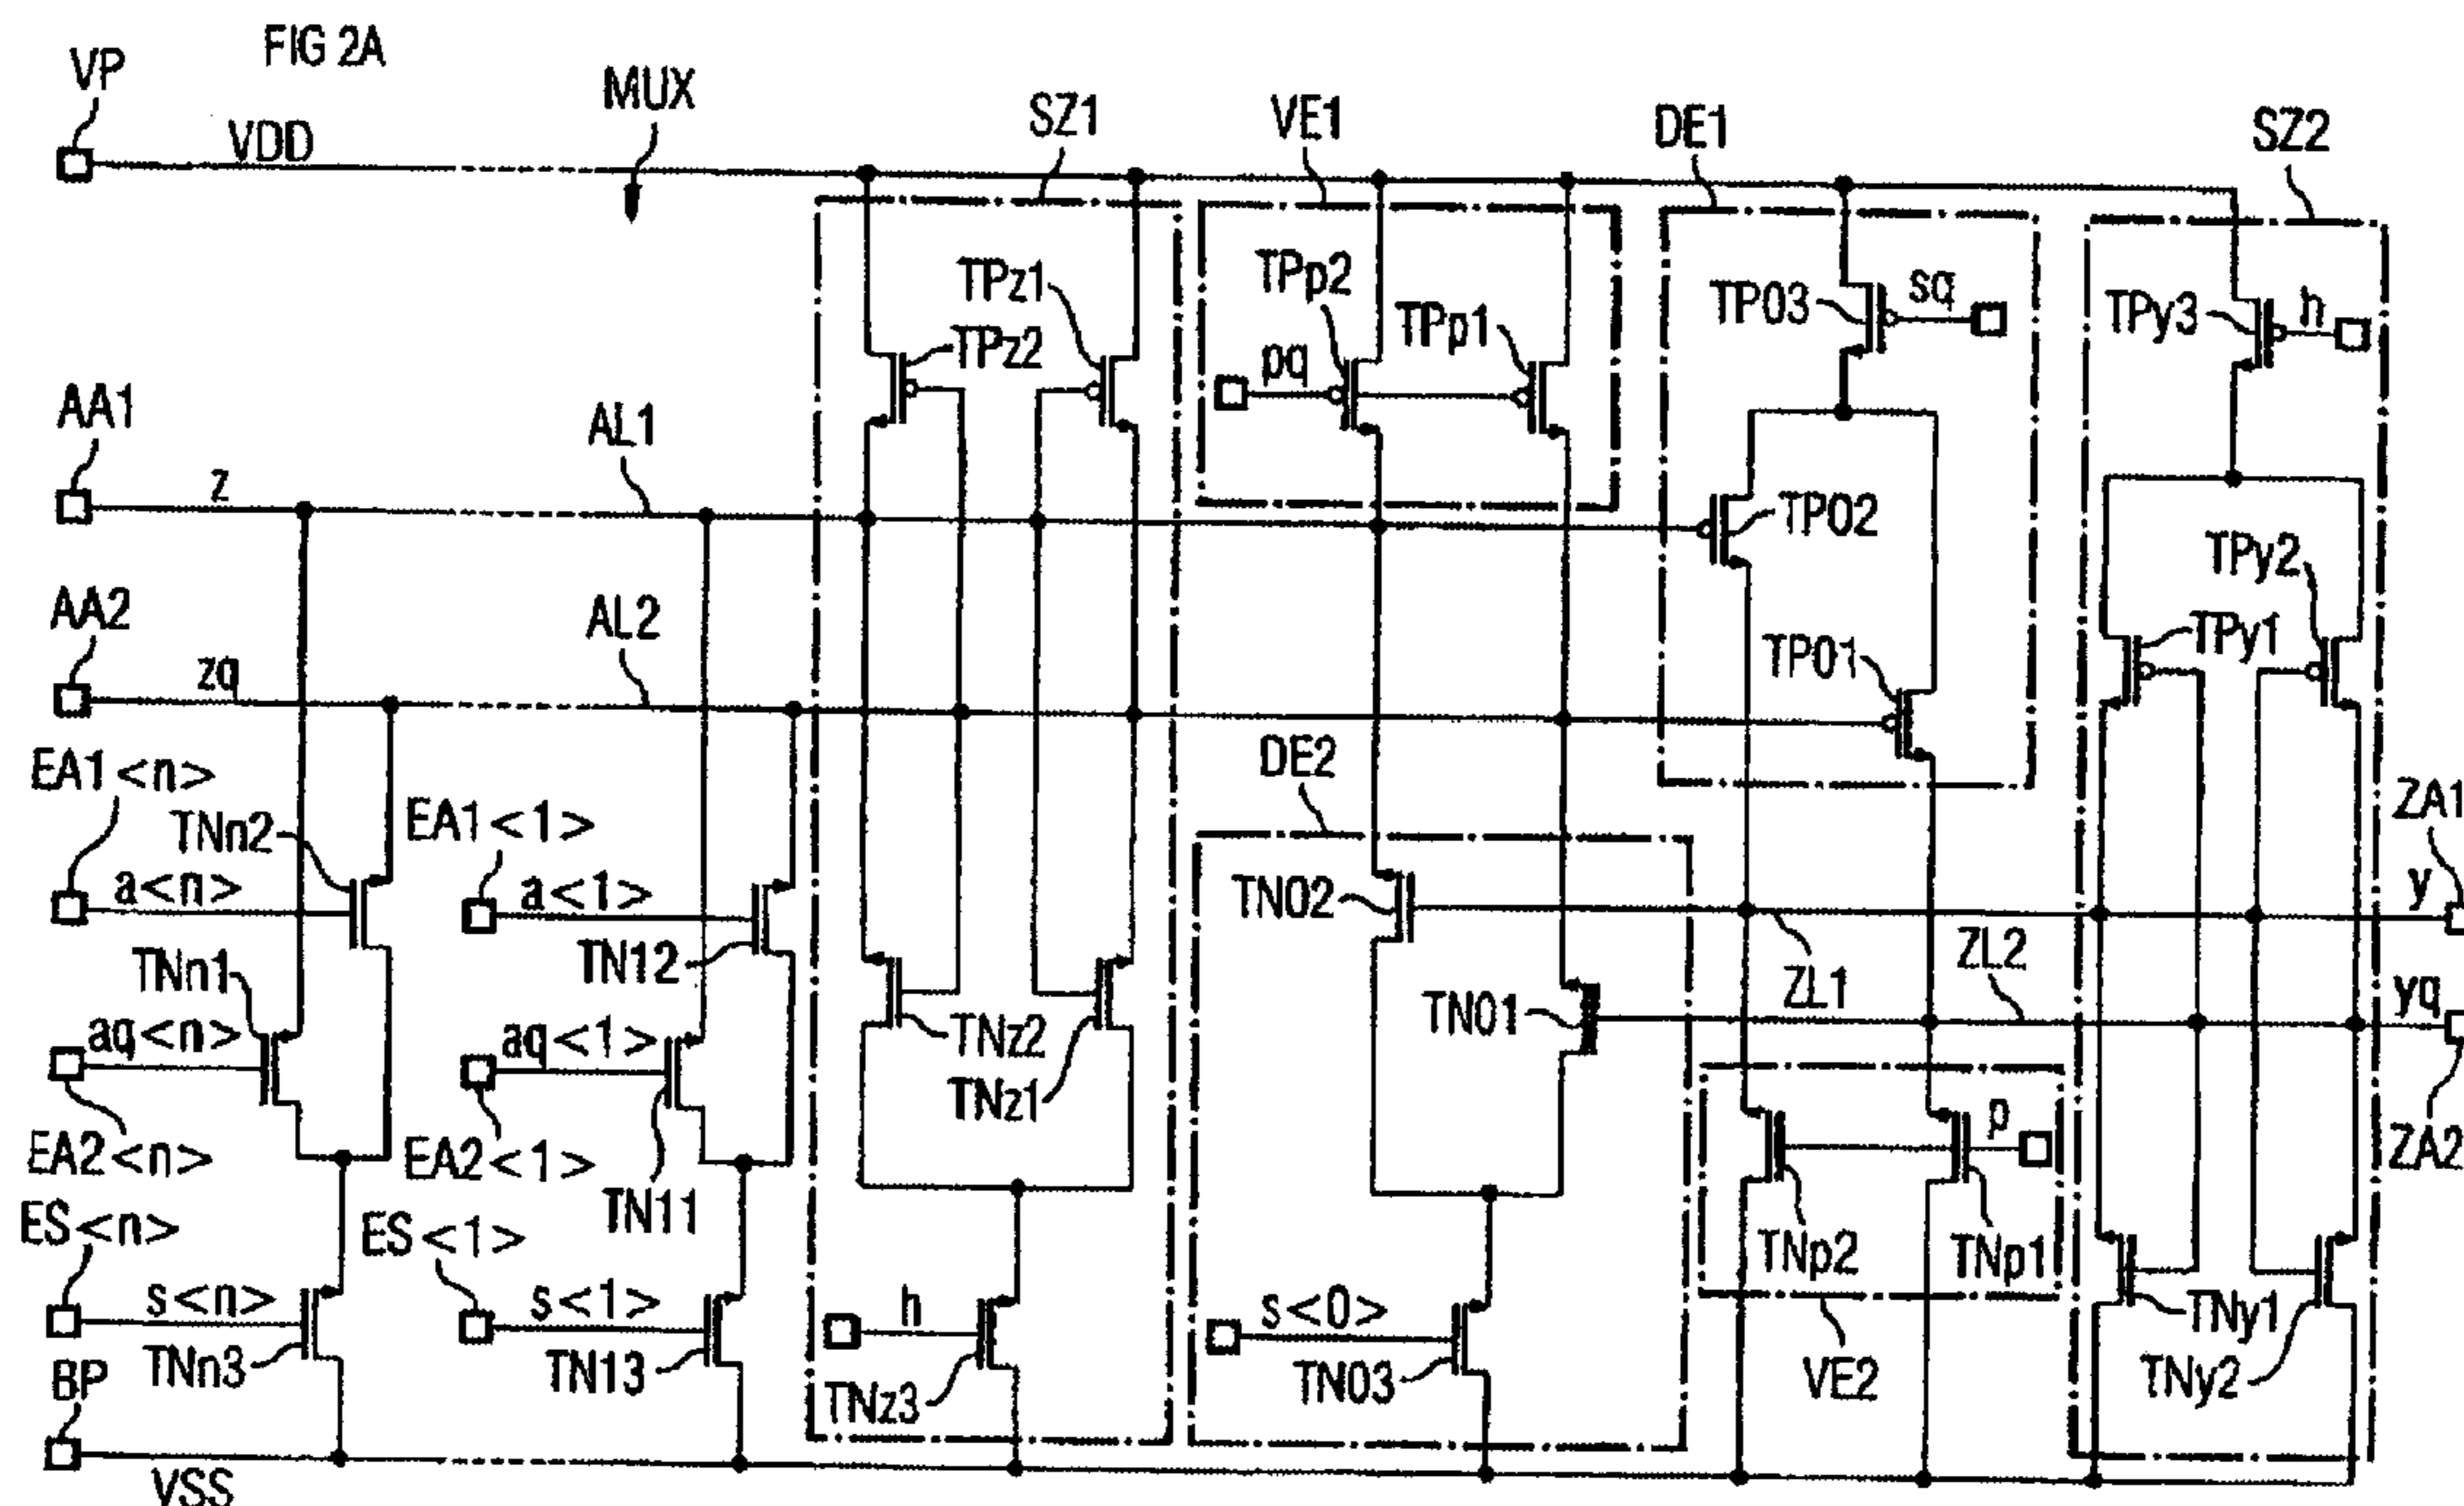 FIG 2A
VP
VDD
MUX
SZ1
VE1
DE1
SZ2
TPz1
TPz2
TPp2
TPp1
pq
TP03
sq
TPy3
h
AA1
z
AL1
TP02
TPy2
AA2
zq
AL2
TPy1
TP01
EA1<n>
TNn2
a<n>
EA1<1>
a<1>
TN12
DE2
TN02
ZA1
y
TNn1
aq<n>
aq<1>
TNz2
TNz1
TN01
ZL1
ZL2
yq
p
EA2<n>
EA2<1>
TN11
ZA2
ES<n>
s<n>
TNn3
ES<1>
s<1>
TN13
h
TNz3
s<0>
TN03
TNp2
TNp1
VE2
TNy1
TNy2
BP
VSS